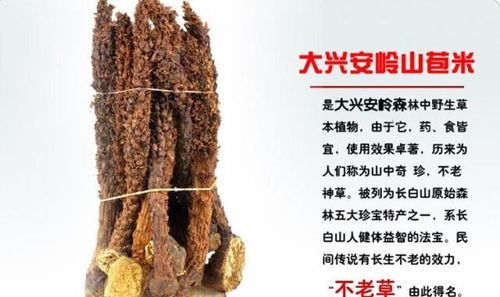 大兴安岭山苞米
是大兴安岭森林中野生草
本植物，由于它，药、食皆
宜，使用效果卓著，历来为
人们称为山中奇 珍，不老
神草。被列为长白山原始森
林五大珍宝特产之一，系长
白山人健体益智的法宝。民
间传说有长生不老的效力，
“不老草”由此得名。